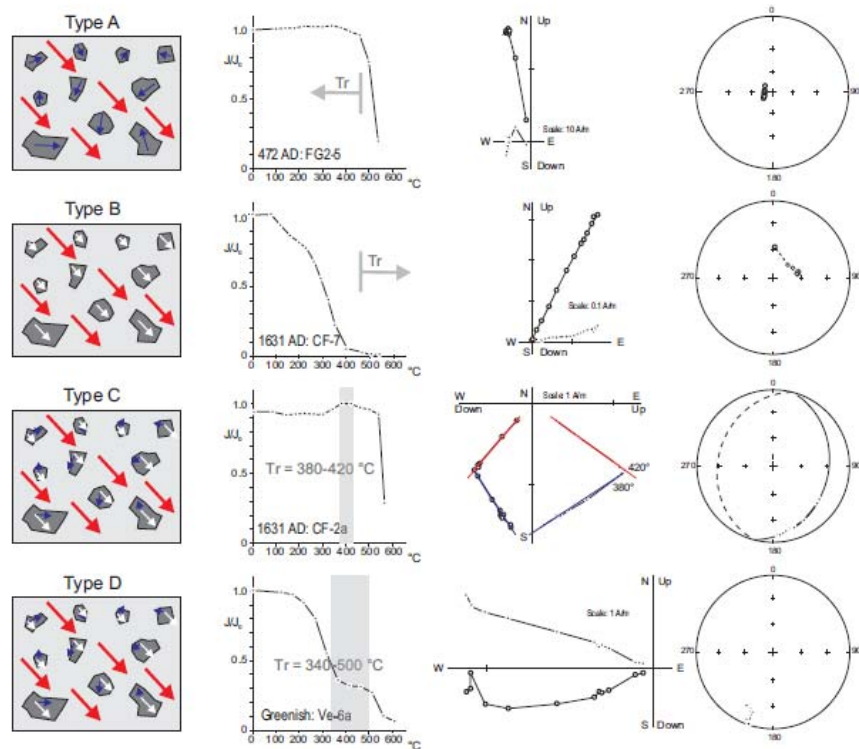 Type A
J/J₀
1.0
0.5
0
Tr
472 AD: FG2-5
0 100 200 300 400 500 600 °C
N Up
W E
S Down
Scale: 10 A/m
0
270 90
180
Type B
J/J₀
1.0
0.5
0
Tr
1631 AD: CF-7
0 100 200 300 400 500 600 °C
N Up
Scale: 0.1 A/m
W E
S Down
0
270 90
180
Type C
J/J₀
1.0
0.5
0
Tr = 380-420 °C
1631 AD: CF-2a
0 100 200 300 400 500 600 °C
W N E
Down Scale: 1 A/m Up
420°
380°
S
0
270 90
180
Type D
J/J₀
1.0
0.5
0
Tr = 340-500 °C
Greenish: Ve-6a
0 100 200 300 400 500 600 °C
N Up
Scale: 1 A/m
W E
S Down
0
270 90
180